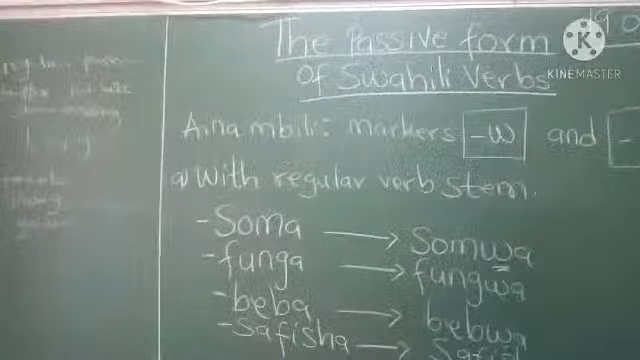 The Passive form
of Swahili Verbs
KINEMASTER
Aina mbili: markers -w and -
a) With regular verb stem.
- Soma → Somwa
- funga → fungwa
- beba → bebwa
- Safisha →